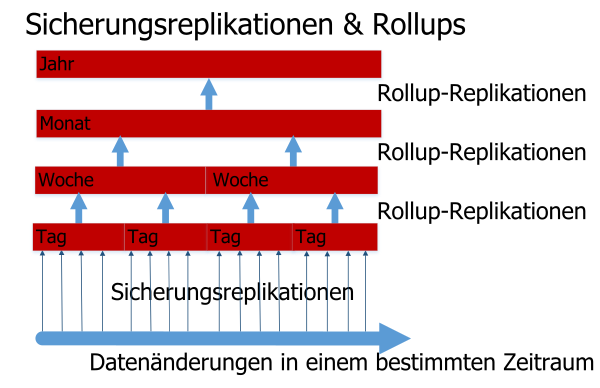 Sicherungsreplikationen & Rollups
Jahr
Rollup-Replikationen
Monat
Rollup-Replikationen
Woche Woche
Rollup-Replikationen
Tag Tag Tag Tag
Sicherungsreplikationen
Datenänderungen in einem bestimmten Zeitraum